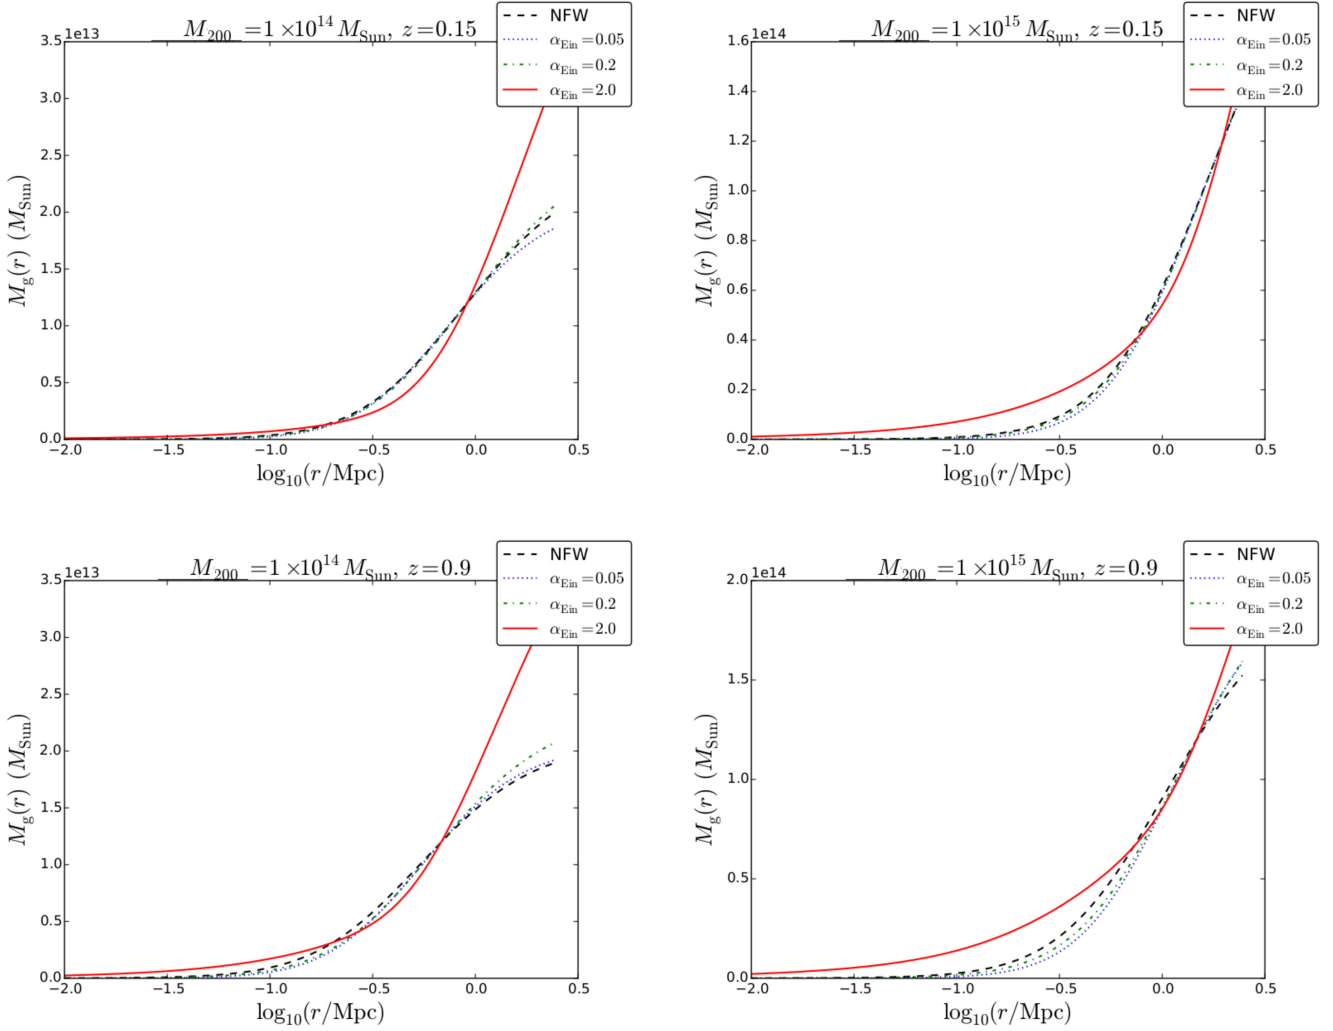 M_200 = 1 × 10^14 M_Sun, z = 0.15
NFW
α_Ein = 0.05
α_Ein = 0.2
α_Ein = 2.0
1e13
3.5
3.0
2.5
2.0
1.5
1.0
0.5
0.0
M_g(r) (M_Sun)
−2.0 −1.5 −1.0 −0.5 0.0 0.5
log_10(r/Mpc)
M_200 = 1 × 10^15 M_Sun, z = 0.15
NFW
α_Ein = 0.05
α_Ein = 0.2
α_Ein = 2.0
1e14
1.6
1.4
1.2
1.0
0.8
0.6
0.4
0.2
0.0
M_g(r) (M_Sun)
−2.0 −1.5 −1.0 −0.5 0.0 0.5
log_10(r/Mpc)
M_200 = 1 × 10^14 M_Sun, z = 0.9
NFW
α_Ein = 0.05
α_Ein = 0.2
α_Ein = 2.0
1e13
3.5
3.0
2.5
2.0
1.5
1.0
0.5
0.0
M_g(r) (M_Sun)
−2.0 −1.5 −1.0 −0.5 0.0 0.5
log_10(r/Mpc)
M_200 = 1 × 10^15 M_Sun, z = 0.9
NFW
α_Ein = 0.05
α_Ein = 0.2
α_Ein = 2.0
1e14
2.0
1.5
1.0
0.5
0.0
M_g(r) (M_Sun)
−2.0 −1.5 −1.0 −0.5 0.0 0.5
log_10(r/Mpc)